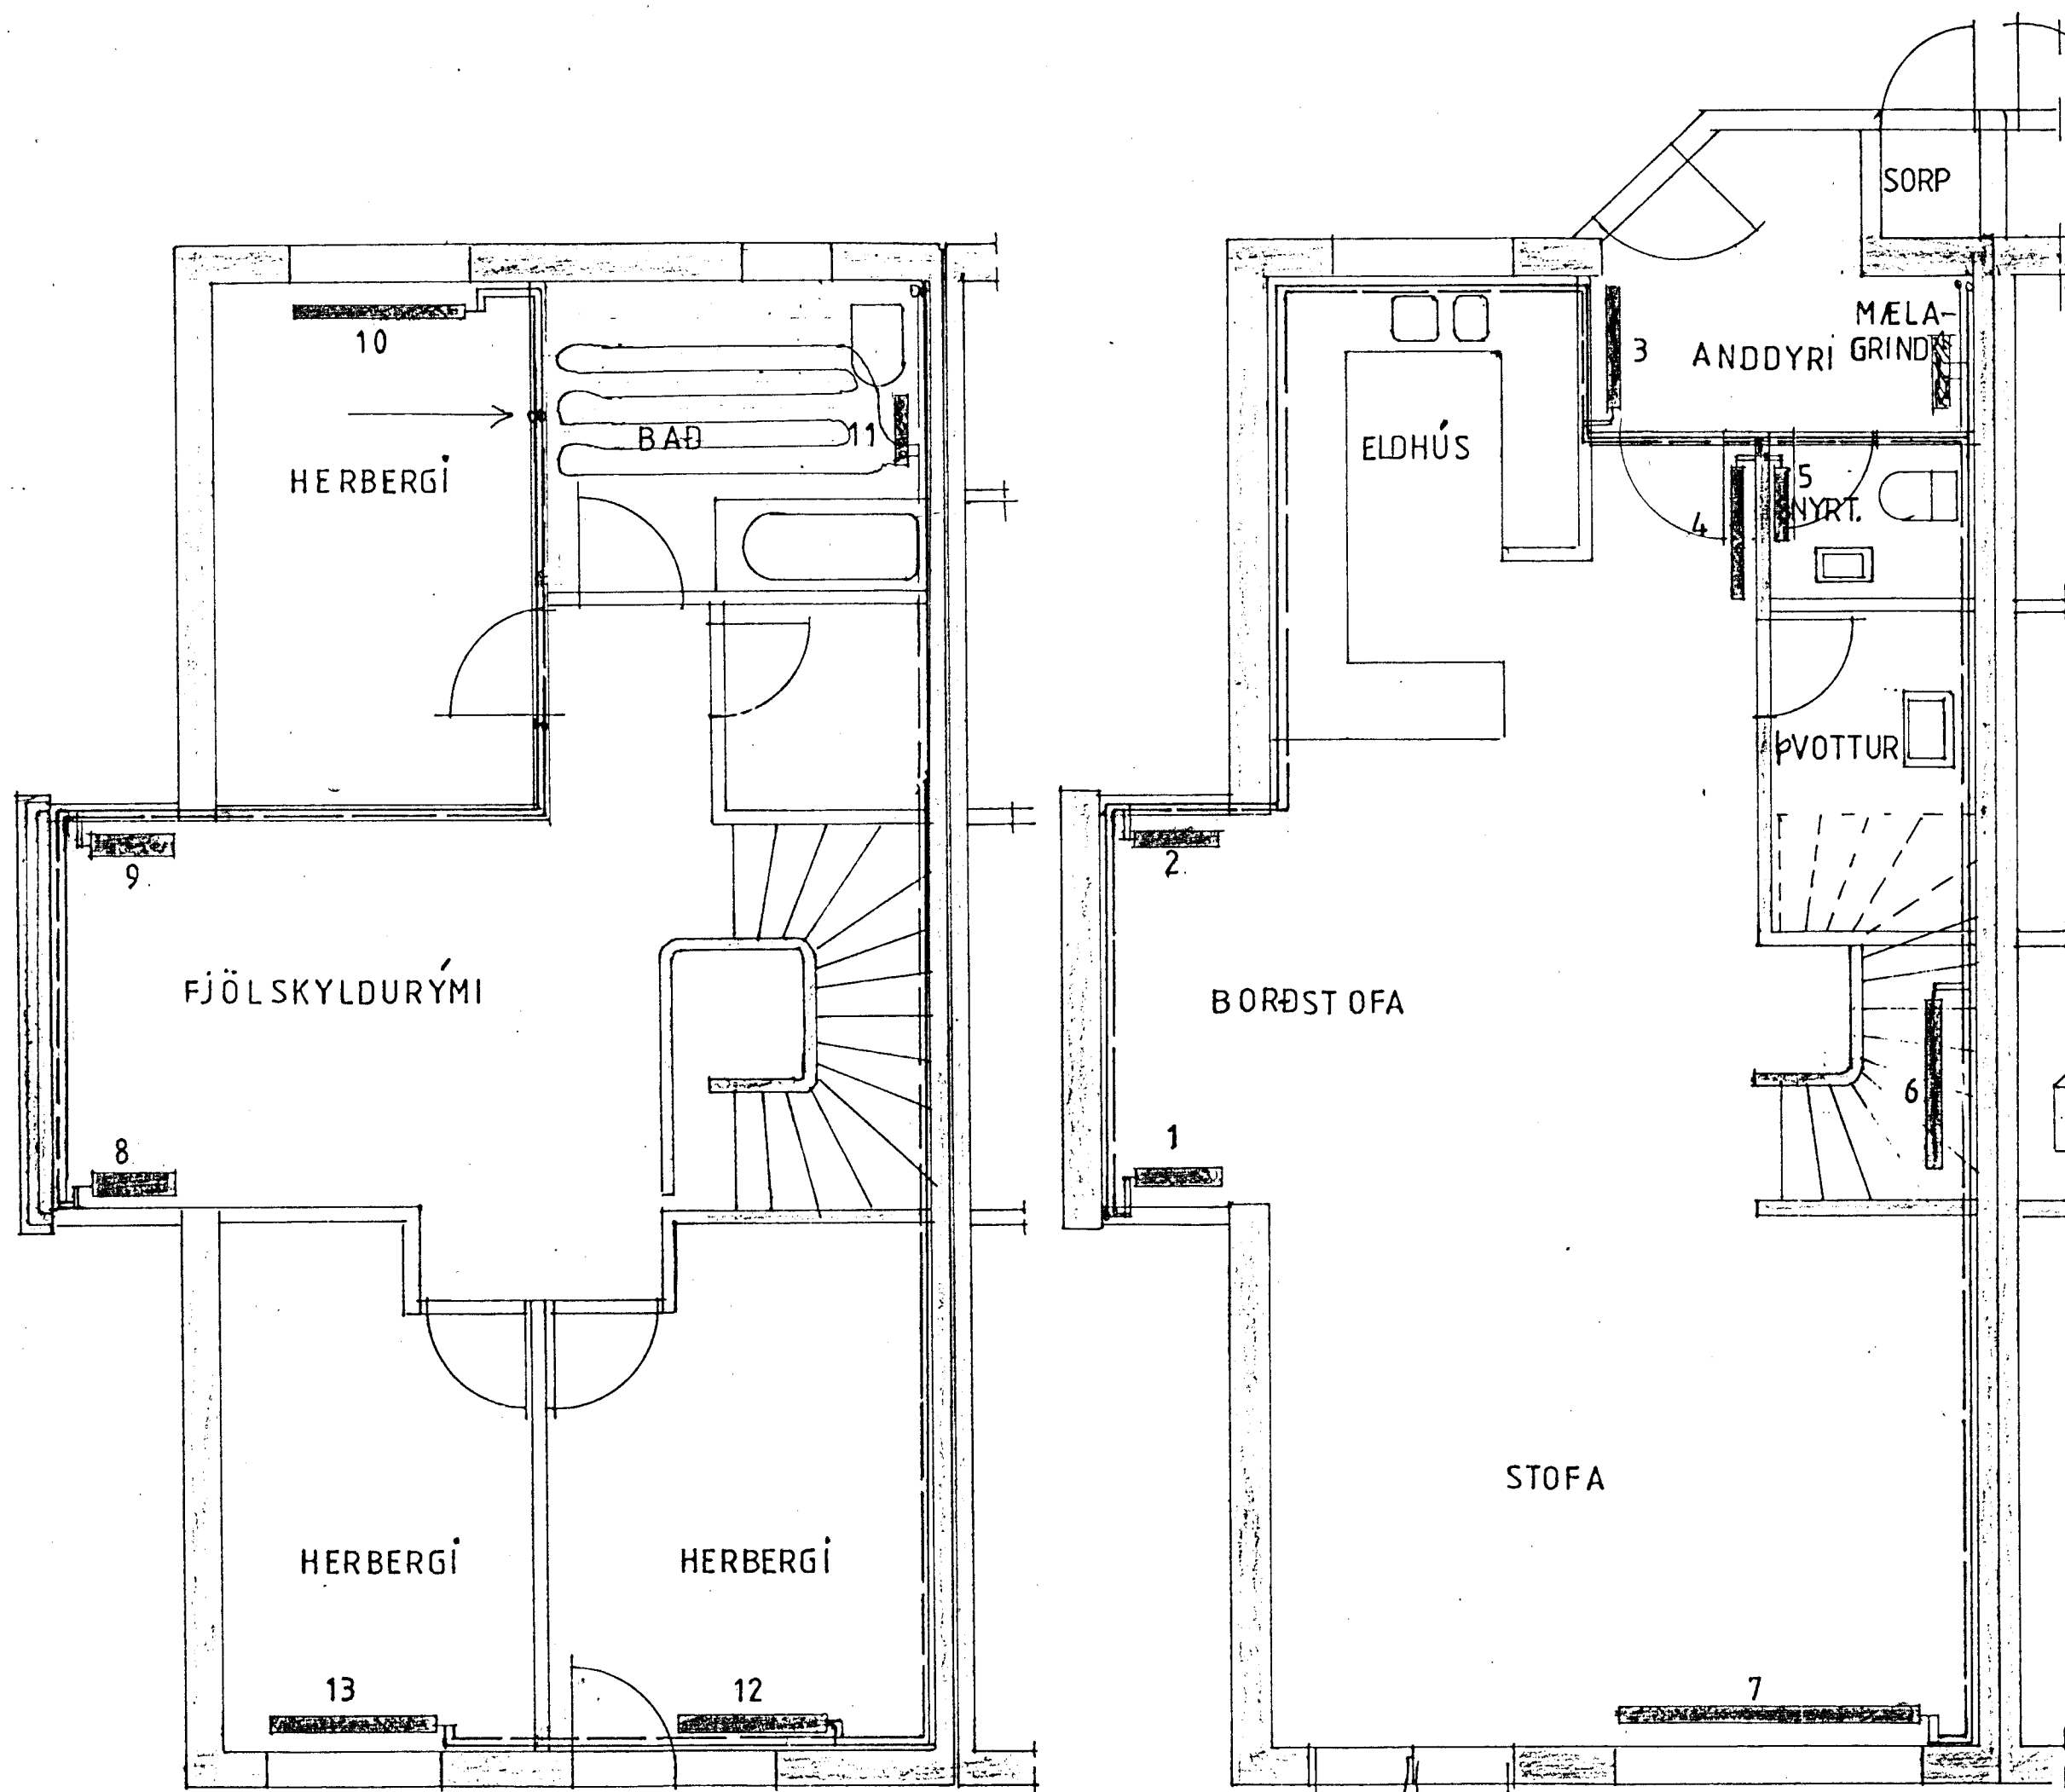 10
HERBERGİ
BAÐ
11
9.
FJÖLSKYLDURÝMI
8
HERBERGİ
HERBERGİ
13
12
SORP
MÆLA-
GRIND
3
ANDDYRİ
ELDHÚS
4
5
SNYRT.
ÞVOTTUR
2.
BORÐSTOFA
1
6
STOFA
7